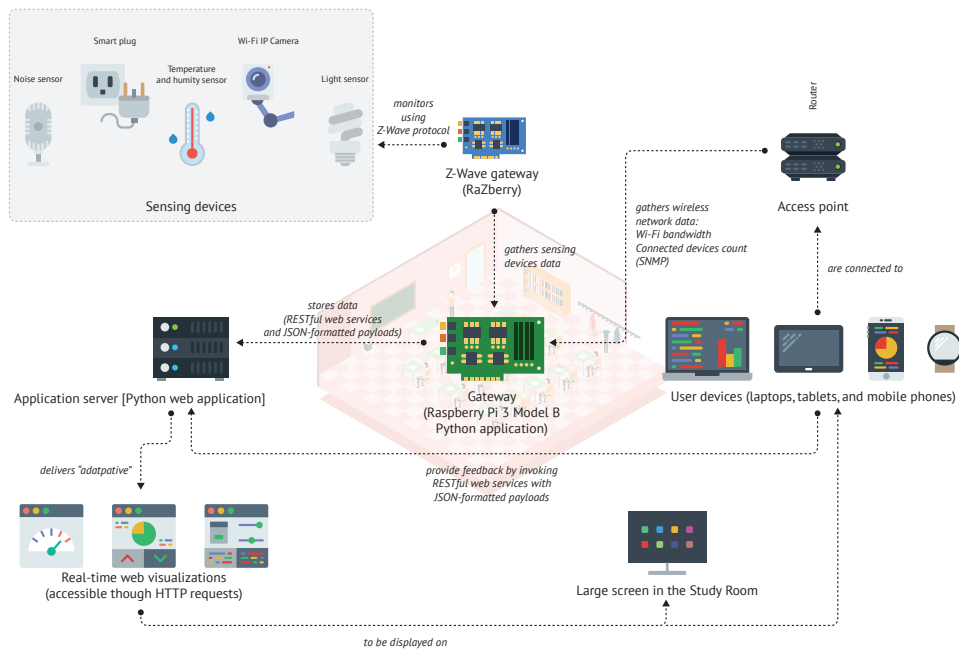 Smart plug
Wi-Fi IP Camera
Noise sensor
Temperature
and humity sensor
Light sensor
Sensing devices
monitors
using
Z-Wave protocol
Z-Wave gateway
(RaZberry)
Router
Access point
gathers wireless
network data:
Wi-Fi bandwidth
Connected devices count
(SNMP)
gathers sensing
devices data
are connected to
stores data
(RESTful web services
and JSON-formatted payloads)
Application server [Python web application]
Gateway
(Raspberry Pi 3 Model B
Python application)
User devices (laptops, tablets, and mobile phones)
delivers “adatpative”
provide feedback by invoking
RESTful web services with
JSON-formatted payloads
Real-time web visualizations
(accessible though HTTP requests)
Large screen in the Study Room
to be displayed on